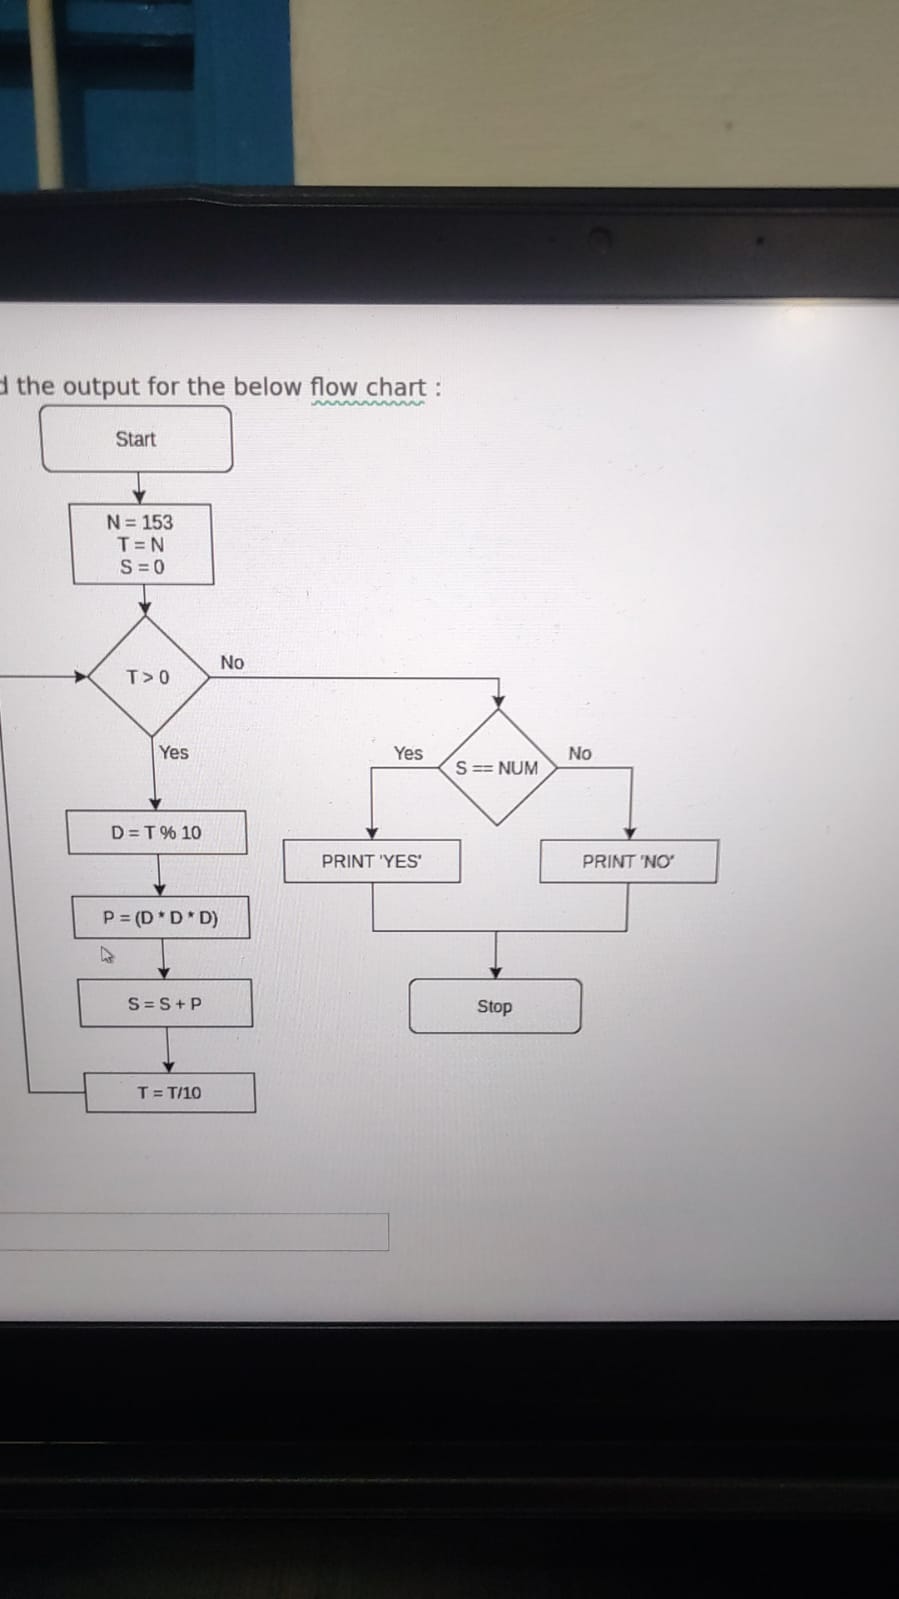 the output for the below flow chart :
Start
N = 153
T = N
S = 0
T > 0
No
Yes
D = T % 10
P = (D * D * D)
S = S + P
T = T/10
S == NUM
Yes
No
PRINT 'YES'
PRINT 'NO'
Stop